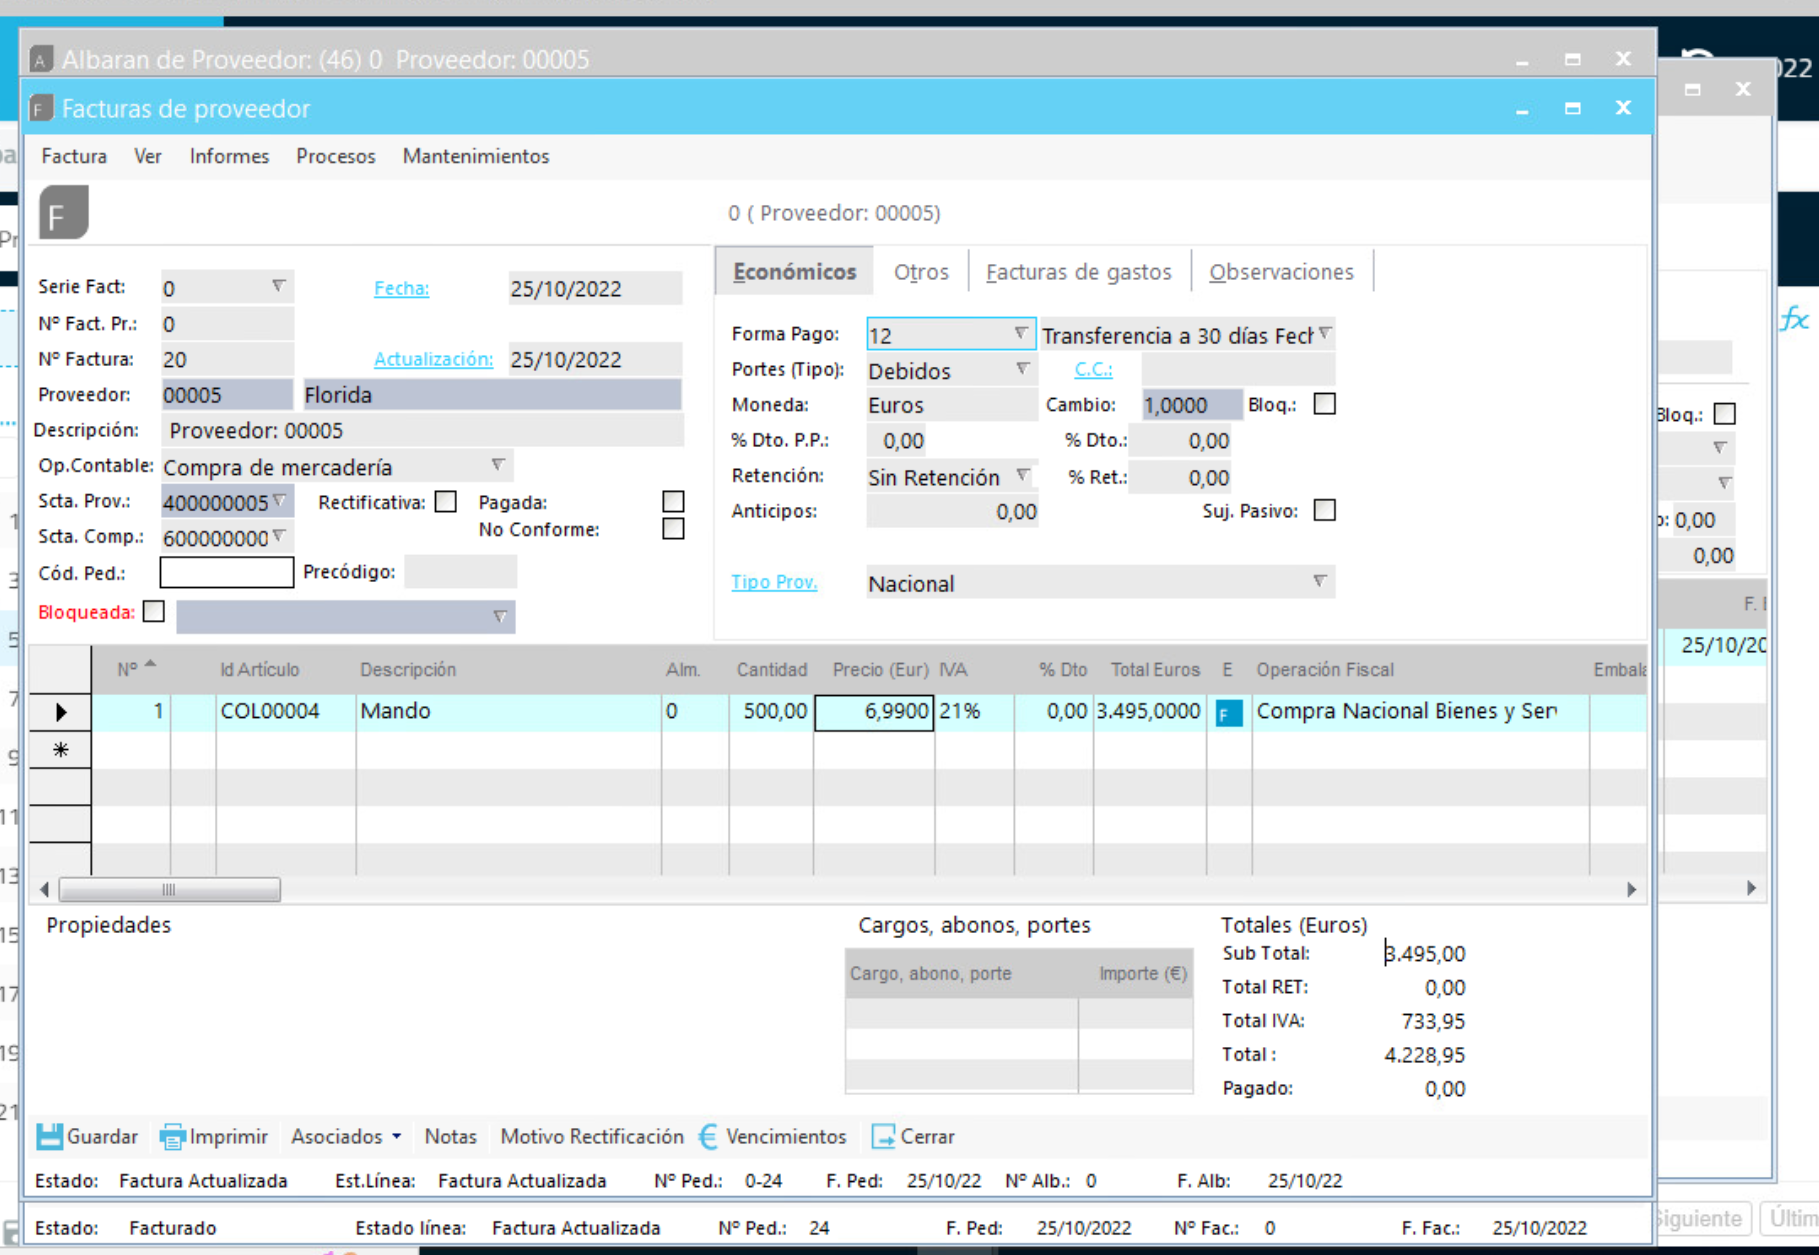 Albaran de Proveedor: (46) 0 Proveedor: 00005
022
Facturas de proveedor
Factura Ver Informes Procesos Mantenimientos
F
0 ( Proveedor: 00005)
Económicos Otros Facturas de gastos Observaciones
Serie Fact: 0 Fecha: 25/10/2022
Nº Fact. Pr.: 0
Nº Factura: 20 Actualización: 25/10/2022
Proveedor: 00005 Florida
Descripción: Proveedor: 00005
Op.Contable: Compra de mercadería
Scta. Prov.: 400000005 Rectificativa: Pagada:
No Conforme:
Scta. Comp.: 600000000
Cód. Ped.: Precódigo:
Bloqueada:
Forma Pago: 12 Transferencia a 30 días Fech
Portes (Tipo): Debidos C.C.:
Moneda: Euros Cambio: 1,0000 Bloq.:
% Dto. P.P.: 0,00 % Dto.: 0,00
Retención: Sin Retención % Ret.: 0,00
Anticipos: 0,00 Suj. Pasivo:
Tipo Prov. Nacional
fx
Bloq.:
0,00
0,00
F.
25/10/20
Nº Id Artículo Descripción Alm. Cantidad Precio (Eur) IVA % Dto Total Euros E Operación Fiscal Embala
1 COL00004 Mando 0 500,00 6,9900 21% 0,00 3.495,0000 F Compra Nacional Bienes y Ser
Propiedades
Cargos, abonos, portes
Cargo, abono, porte Importe (€)
Totales (Euros)
Sub Total: 3.495,00
Total RET: 0,00
Total IVA: 733,95
Total : 4.228,95
Pagado: 0,00
Guardar Imprimir Asociados Notas Motivo Rectificación € Vencimientos Cerrar
Estado: Factura Actualizada Est.Línea: Factura Actualizada Nº Ped.: 0-24 F. Ped: 25/10/22 Nº Alb.: 0 F. Alb: 25/10/22
Estado: Facturado Estado línea: Factura Actualizada Nº Ped.: 24 F. Ped: 25/10/2022 Nº Fac.: 0 F. Fac.: 25/10/2022
Siguiente Últim